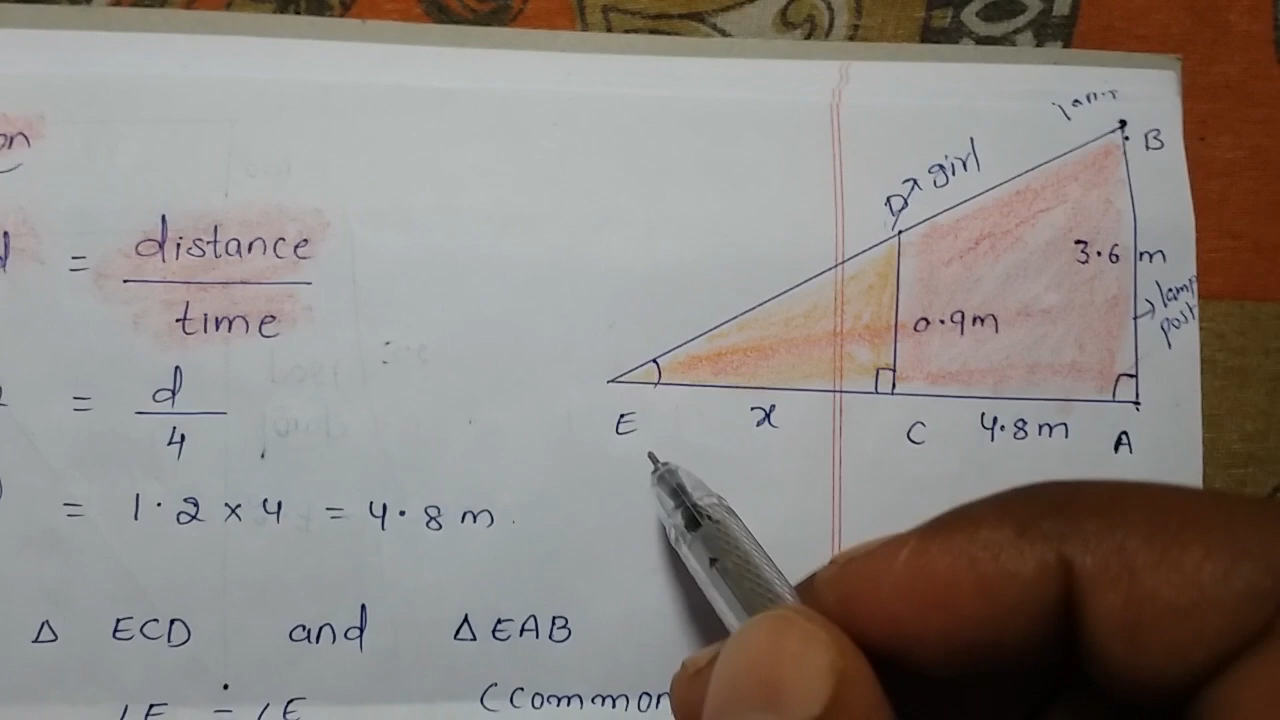 on
= distance
time
= d
4
= 1.2 x 4 = 4.8 m.
Δ ECD and Δ EAB
∠E = ∠E (common
B
D girl
3.6 m
lamp
post
0.9m
E x C 4.8m A